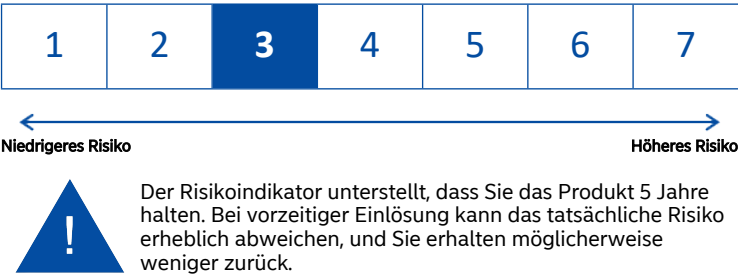 1 2 3 4 5 6 7
Niedrigeres Risiko Höheres Risiko
!
Der Risikoindikator unterstellt, dass Sie das Produkt 5 Jahre
halten. Bei vorzeitiger Einlösung kann das tatsächliche Risiko
erheblich abweichen, und Sie erhalten möglicherweise
weniger zurück.